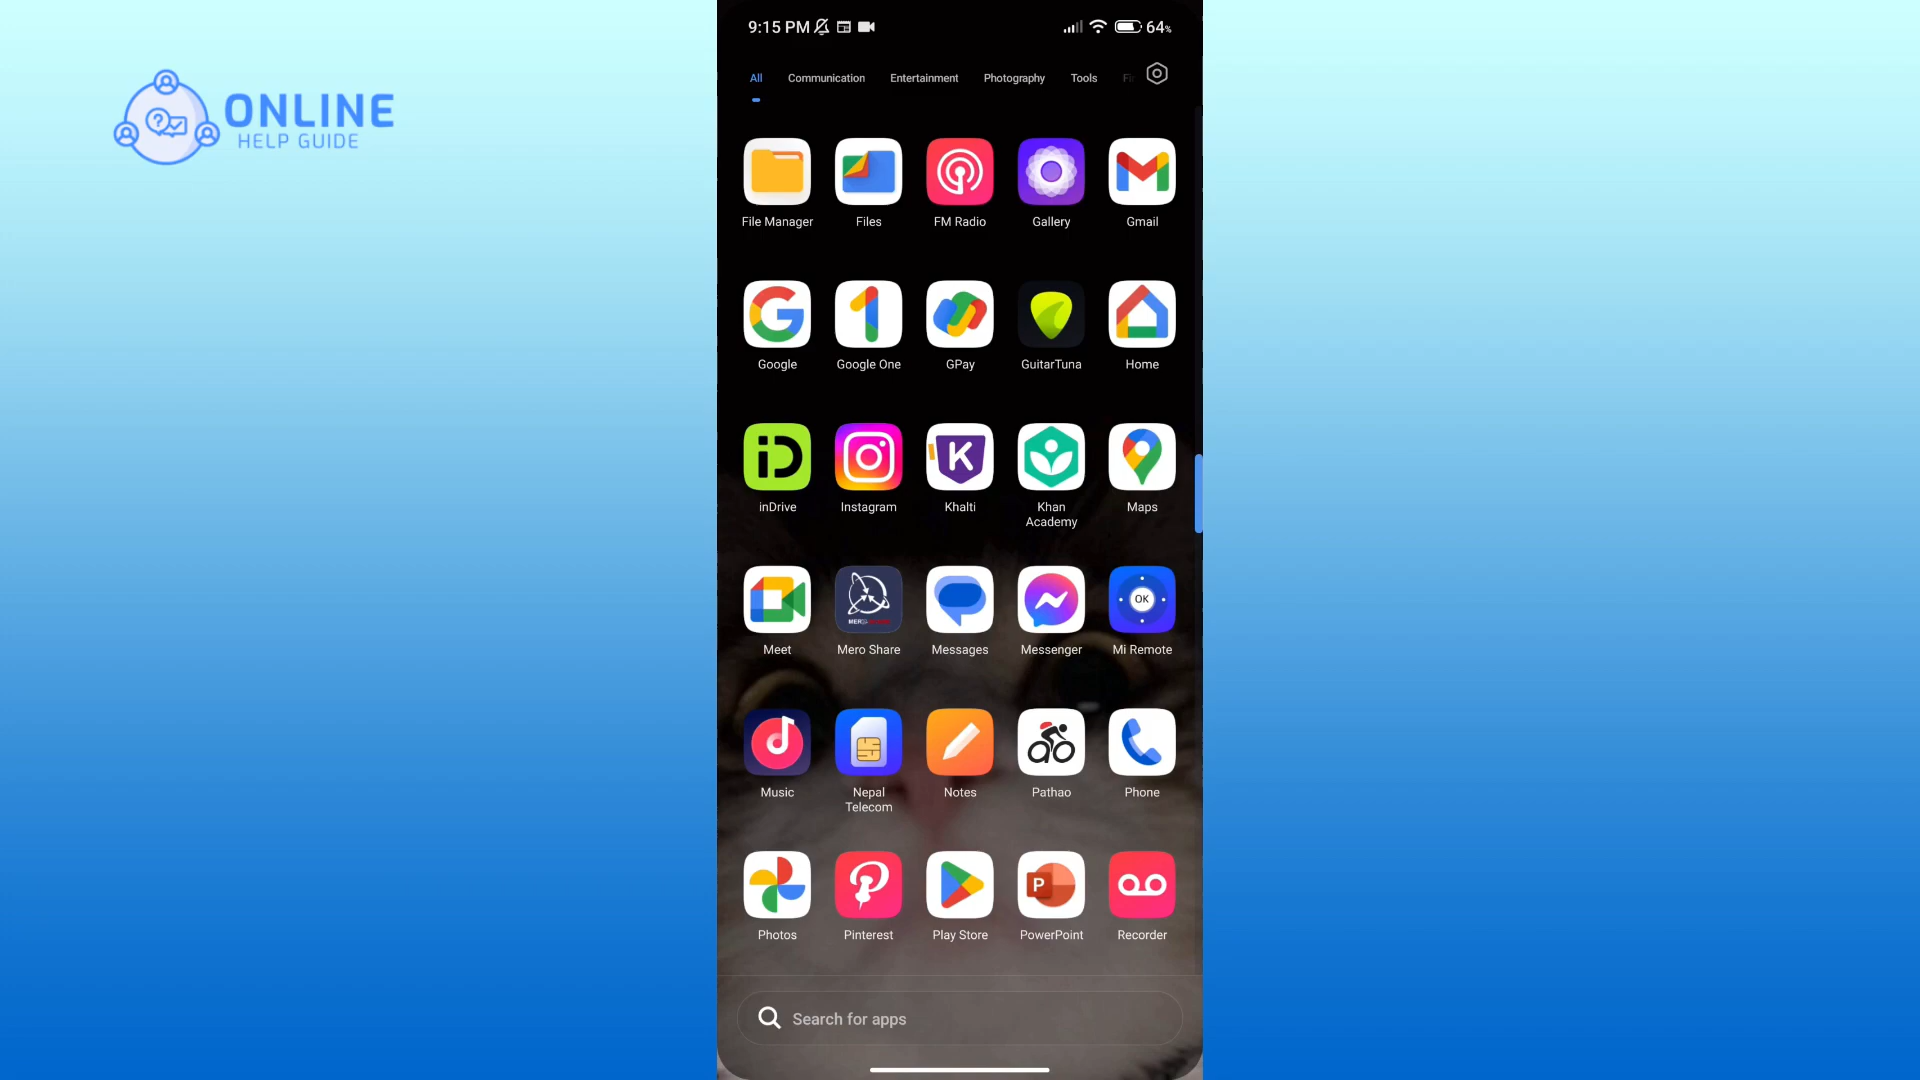 ONLINE
HELP GUIDE
9:15 PM
64%
All Communication Entertainment Photography Tools
File Manager Files FM Radio Gallery Gmail
Google Google One GPay GuitarTuna Home
iD
K
inDrive Instagram Khalti Khan Academy Maps
OK
Meet Mero Share Messages Messenger Mi Remote
Music Nepal Telecom Notes Pathao Phone
P
Photos Pinterest Play Store PowerPoint Recorder
Search for apps